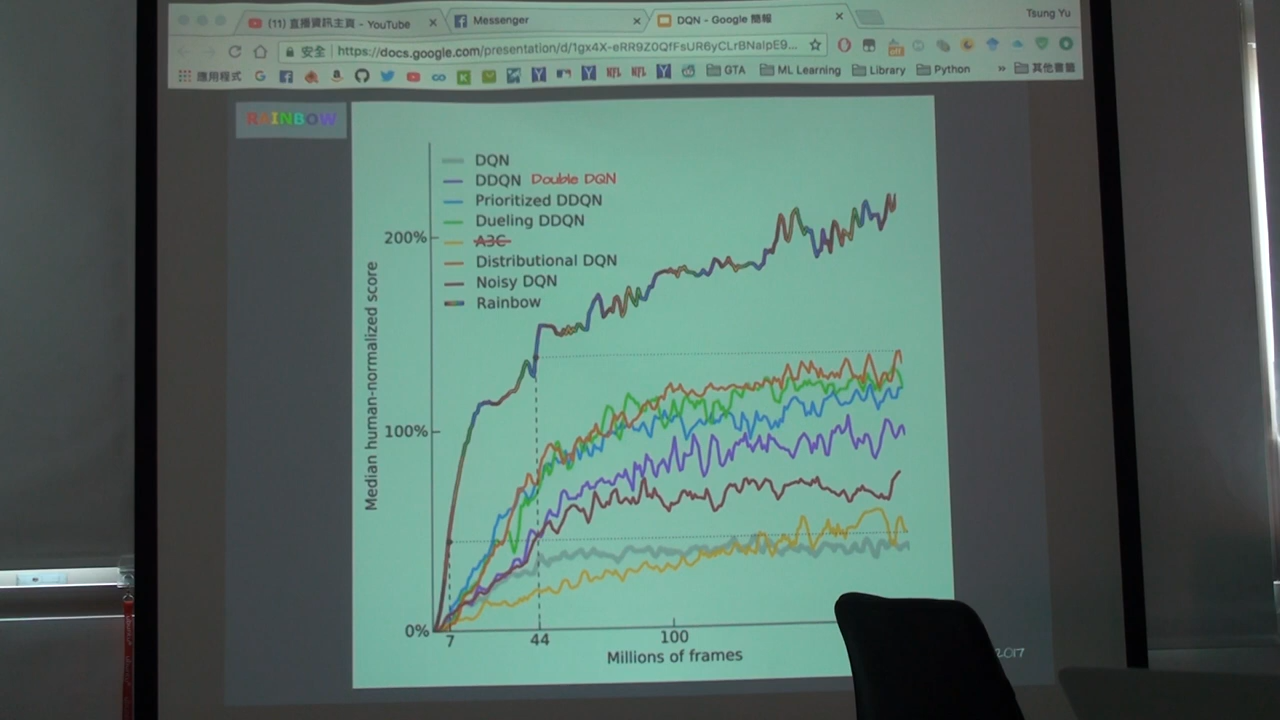 (11) 直播資訊主頁 - YouTube × Messenger × DQN - Google 簡報 × Tsung Yu
安全 https://docs.google.com/presentation/d/1gx4X-eRR9Z0QfFsUR6yCLrBNaIpE9...
應用程式 GTA ML Learning Library Python » 其他書籤
RAINBOW
DQN
DDQN Double DQN
Prioritized DDQN
Dueling DDQN
A3C
Distributional DQN
Noisy DQN
Rainbow
Median human-normalized score
200%
100%
0%
7 44 100
Millions of frames
2017